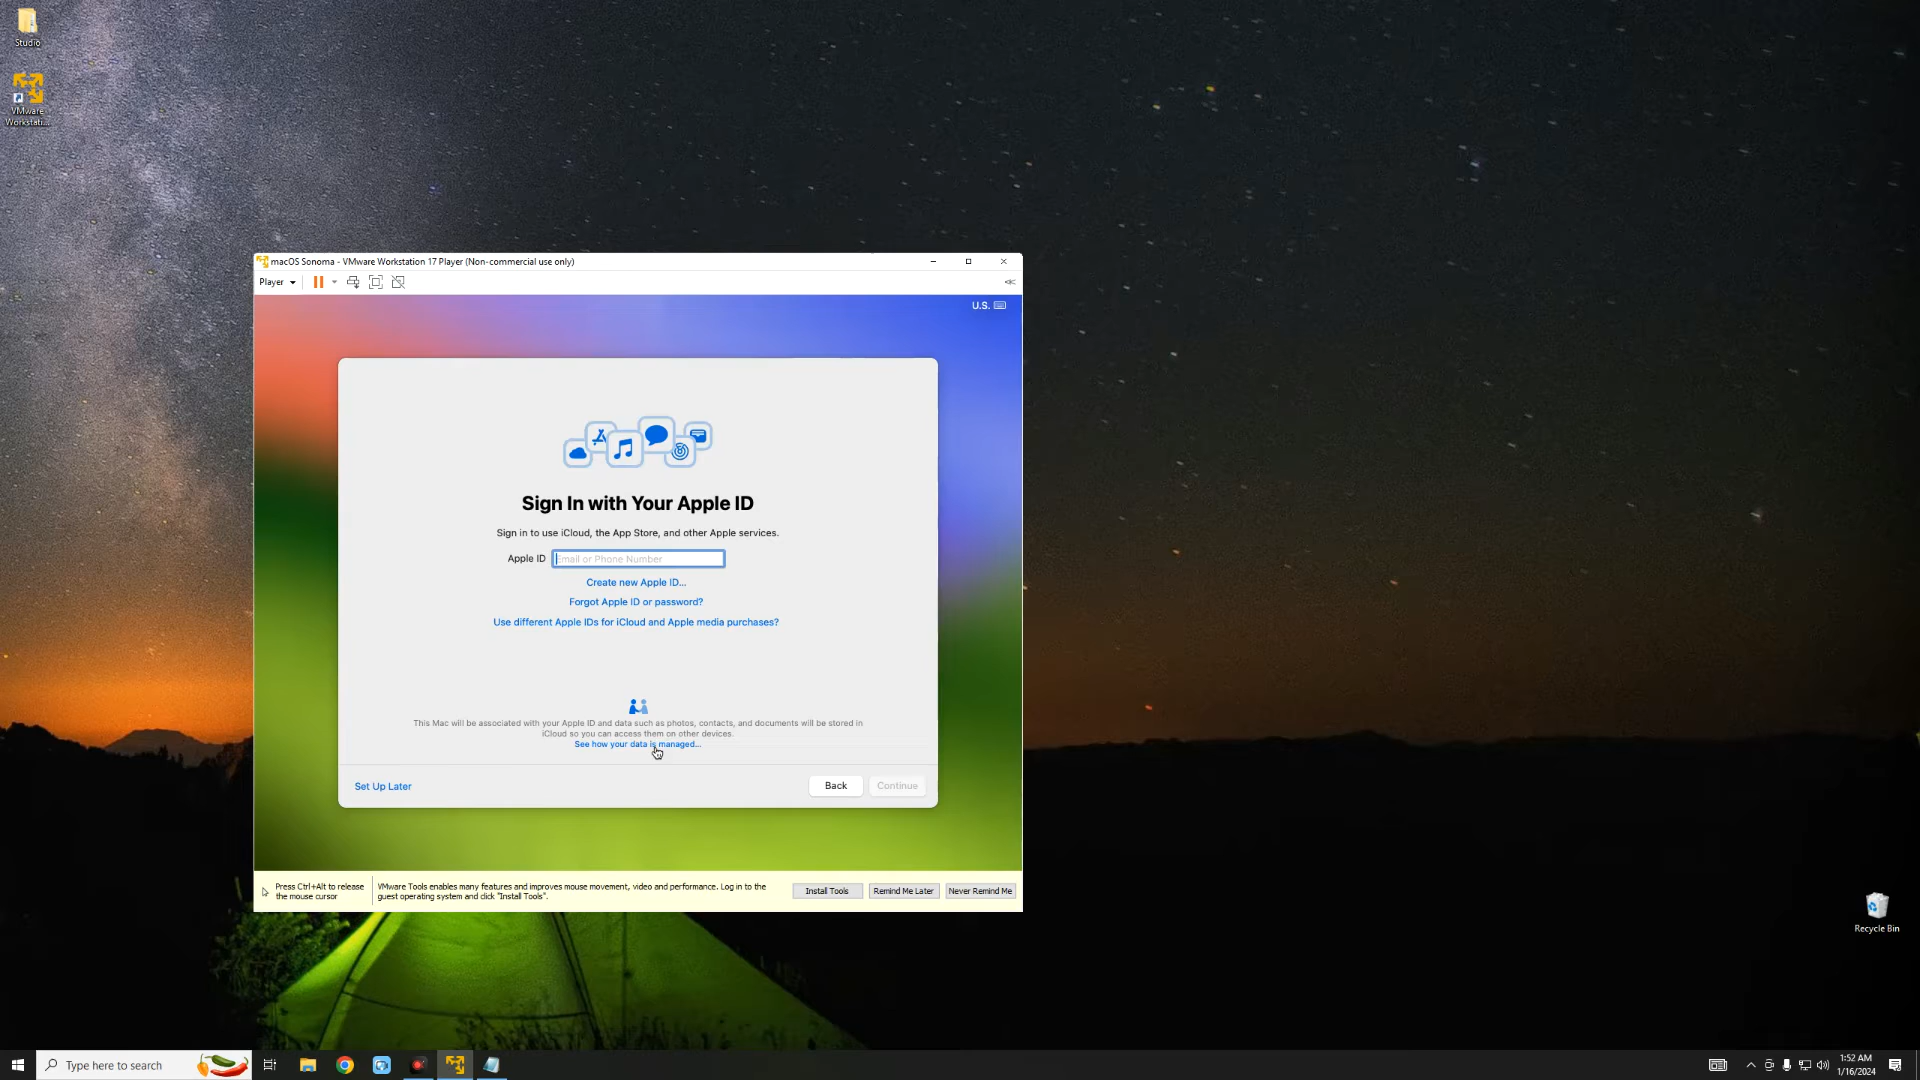 Studio
VMware
Workstati...
macOS Sonoma - VMware Workstation 17 Player (Non-commercial use only)
Player
U.S.
Sign In with Your Apple ID
Sign in to use iCloud, the App Store, and other Apple services.
Apple ID
Email or Phone Number
Create new Apple ID...
Forgot Apple ID or password?
Use different Apple IDs for iCloud and Apple media purchases?
This Mac will be associated with your Apple ID and data such as photos, contacts, and documents will be stored in
iCloud so you can access them on other devices.
See how your data is managed...
Set Up Later
Back
Continue
Press Ctrl+Alt to release
the mouse cursor
VMware Tools enables many features and improves mouse movement, video and performance. Log in to the
guest operating system and click "Install Tools".
Install Tools
Remind Me Later
Never Remind Me
Recycle Bin
Type here to search
1:52 AM
1/16/2024